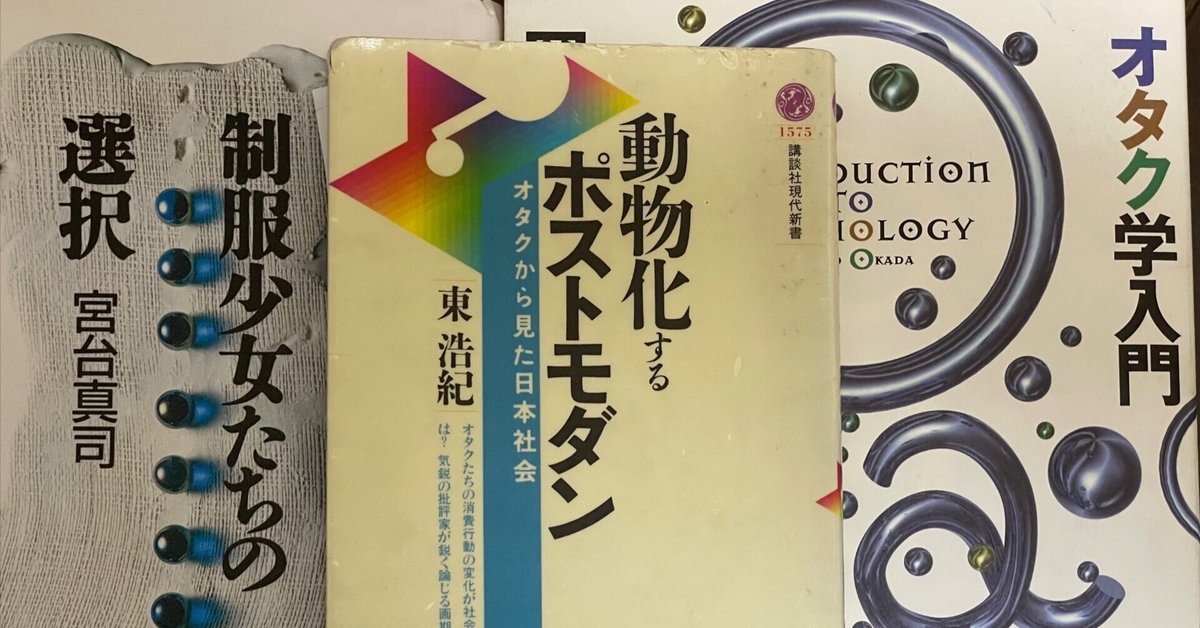 制服少女たちの
選択
宮台真司
1575
講談社現代新書
動物化する
ポストモダン
オタクから見た日本社会
東 浩紀
オタクたちの消費行動の変化が社会
は？ 気鋭の批評家が鋭く論じる画期
オタク学入門
DUCTION
TO
OLOGY
OKADA